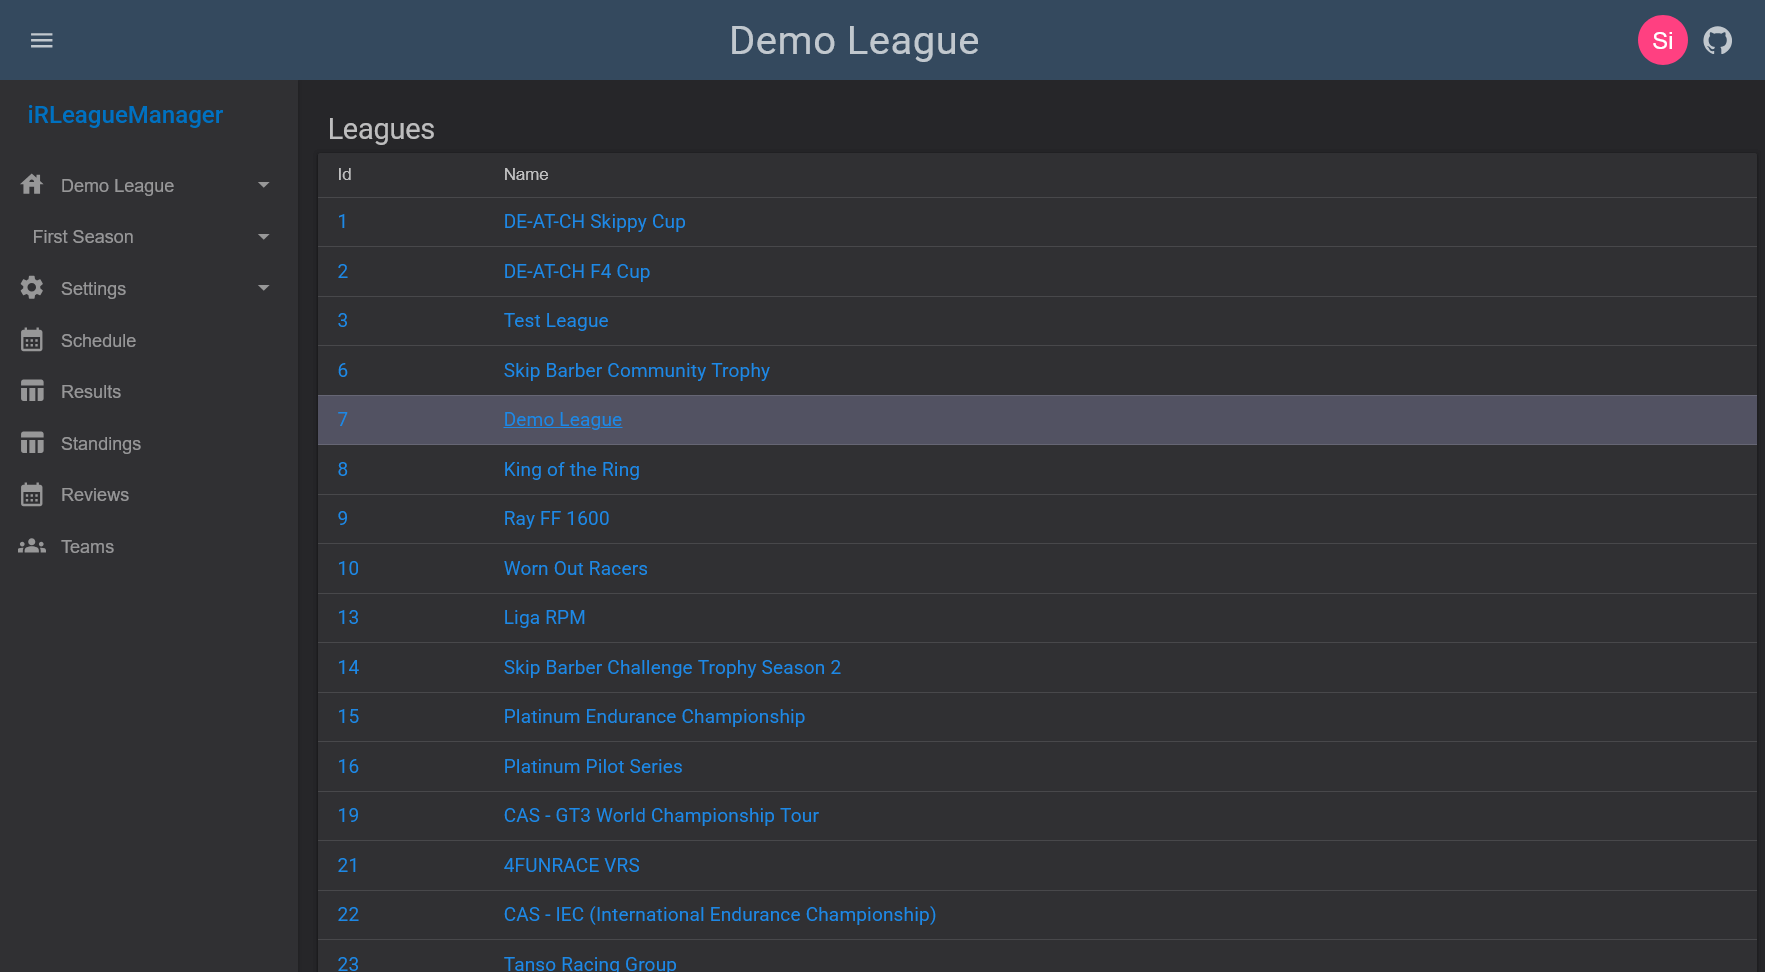 Demo League
Si
iRLeagueManager
Demo League
First Season
Settings
Schedule
Results
Standings
Reviews
Teams
Leagues
Id Name
1 DE-AT-CH Skippy Cup
2 DE-AT-CH F4 Cup
3 Test League
6 Skip Barber Community Trophy
7 Demo League
8 King of the Ring
9 Ray FF 1600
10 Worn Out Racers
13 Liga RPM
14 Skip Barber Challenge Trophy Season 2
15 Platinum Endurance Championship
16 Platinum Pilot Series
19 CAS - GT3 World Championship Tour
21 4FUNRACE VRS
22 CAS - IEC (International Endurance Championship)
23 Tanso Racing Group